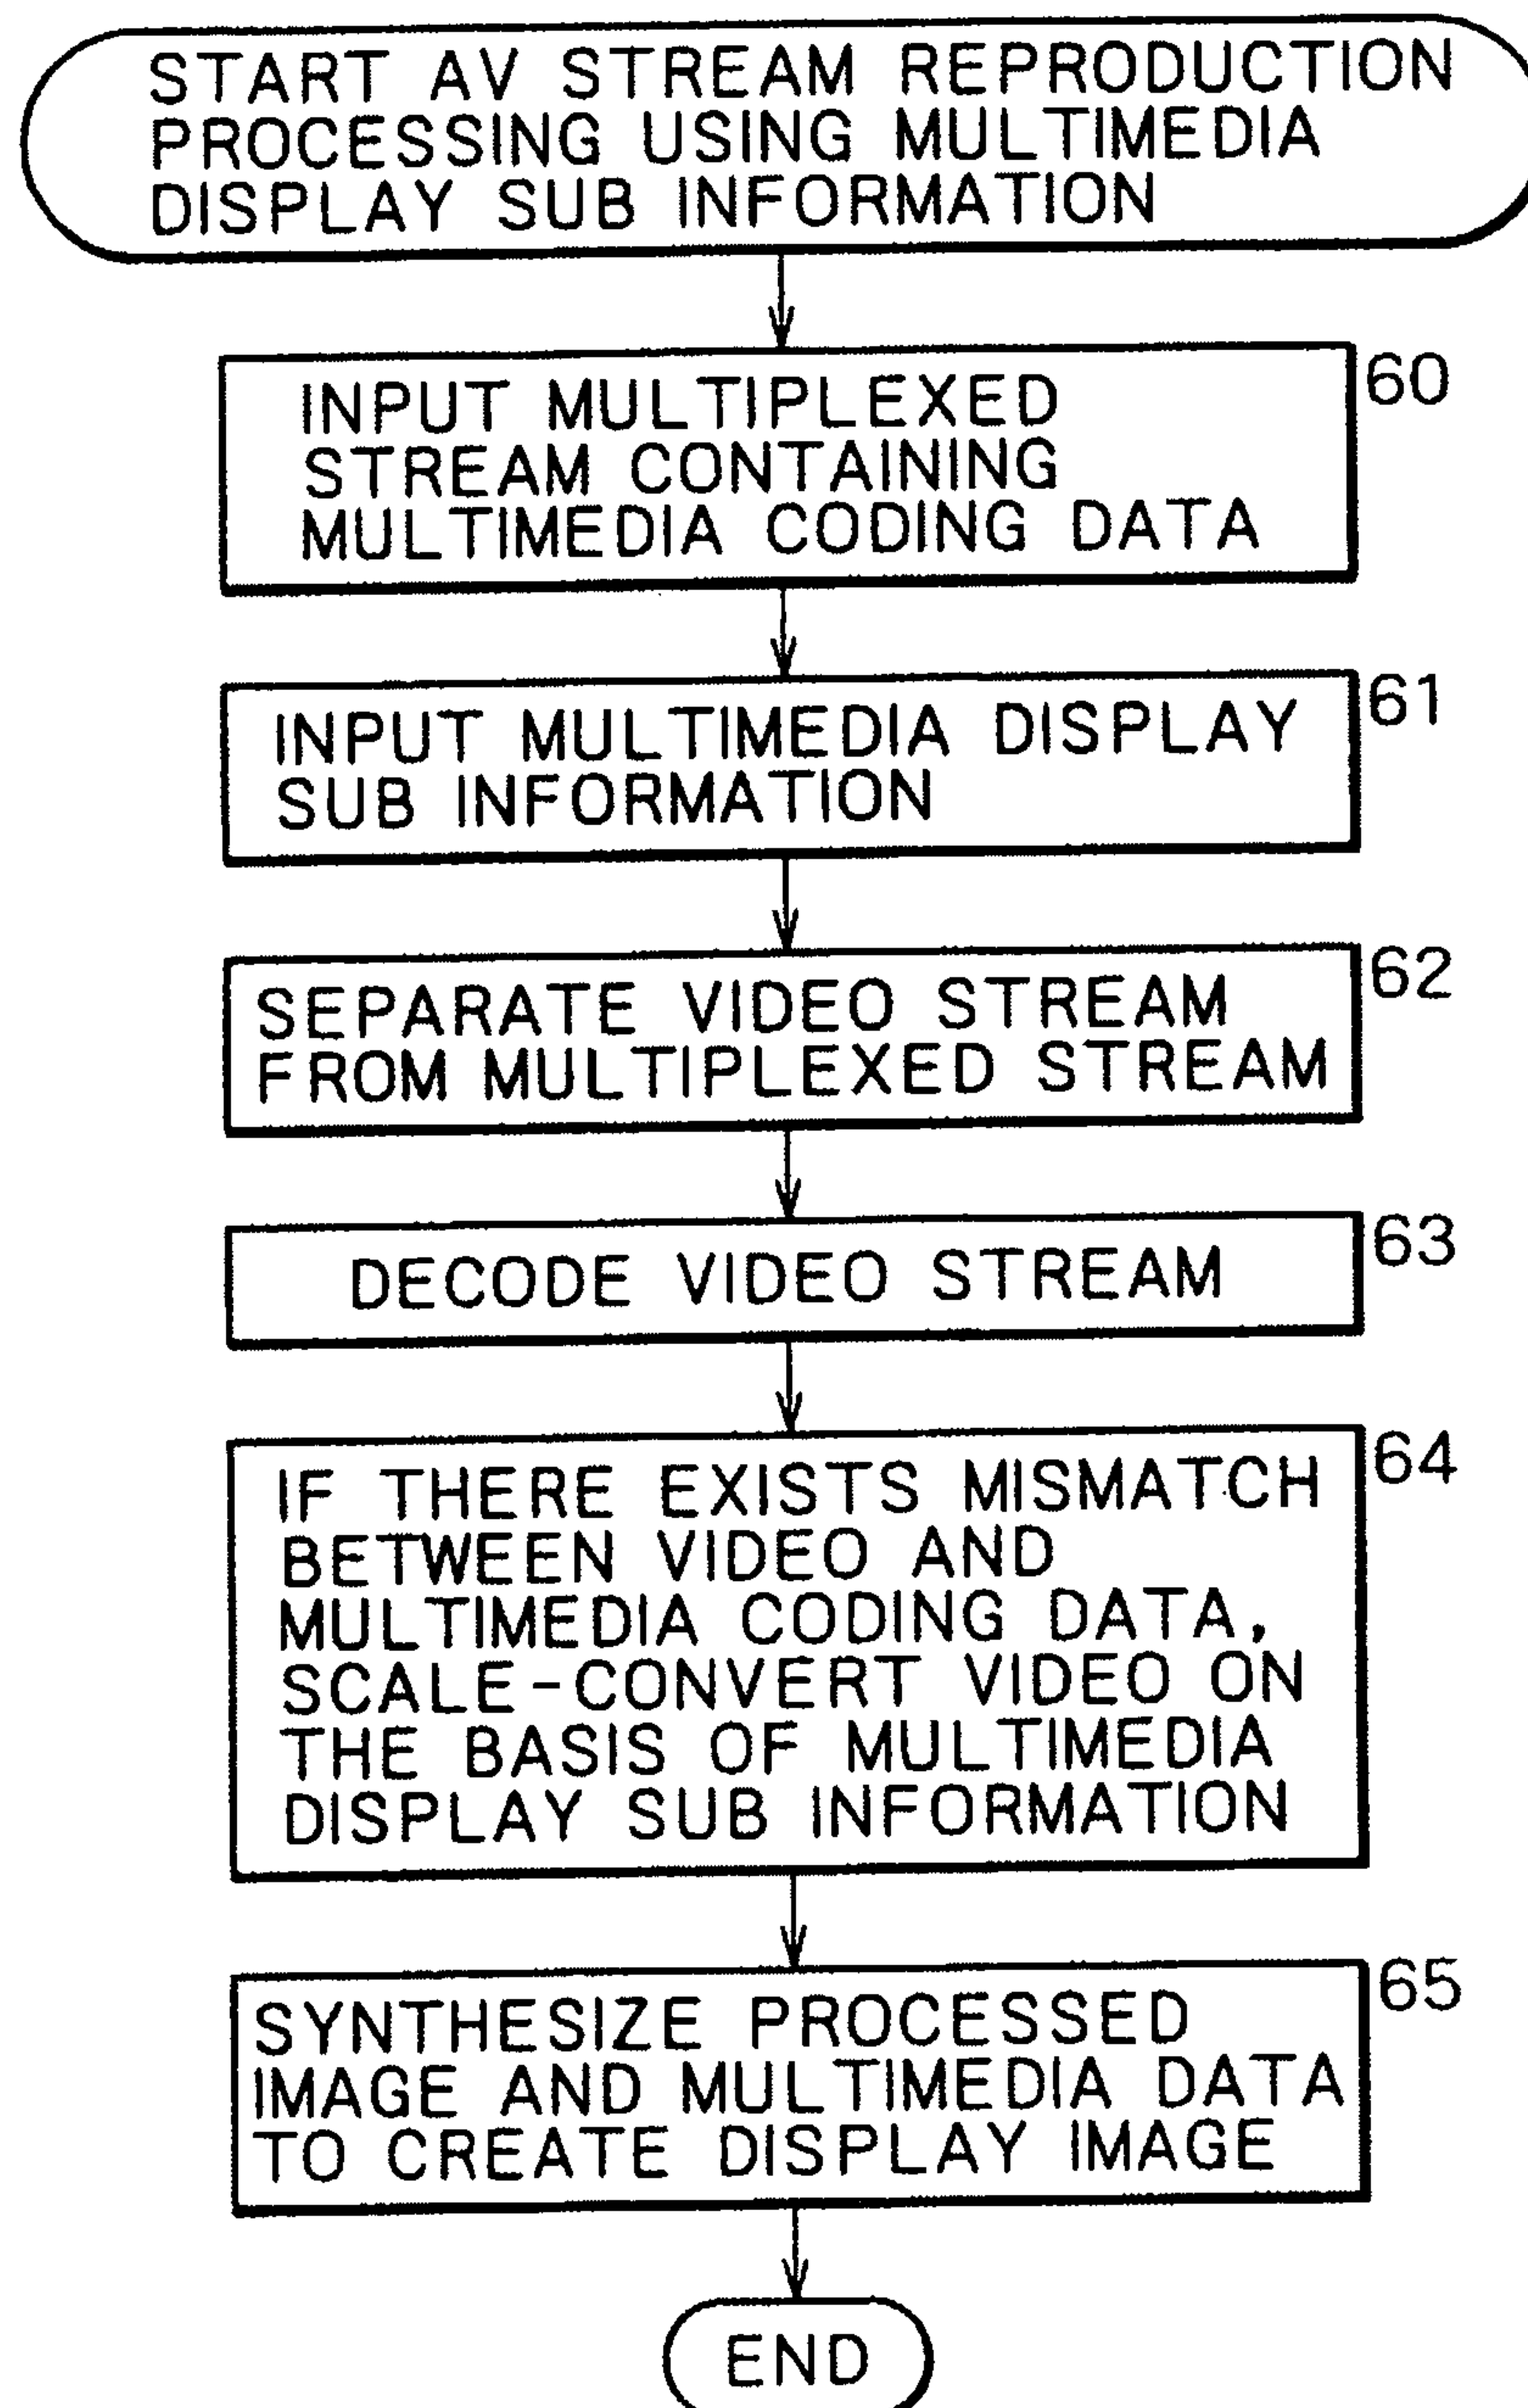 START AV STREAM REPRODUCTION
PROCESSING USING MULTIMEDIA
DISPLAY SUB INFORMATION
60
INPUT MULTIPLEXED
STREAM CONTAINING
MULTIMEDIA CODING DATA
61
INPUT MULTIMEDIA DISPLAY
SUB INFORMATION
62
SEPARATE VIDEO STREAM
FROM MULTIPLEXED STREAM
63
DECODE VIDEO STREAM
64
IF THERE EXISTS MISMATCH
BETWEEN VIDEO AND
MULTIMEDIA CODING DATA,
SCALE-CONVERT VIDEO ON
THE BASIS OF MULTIMEDIA
DISPLAY SUB INFORMATION
65
SYNTHESIZE PROCESSED
IMAGE AND MULTIMEDIA DATA
TO CREATE DISPLAY IMAGE
END